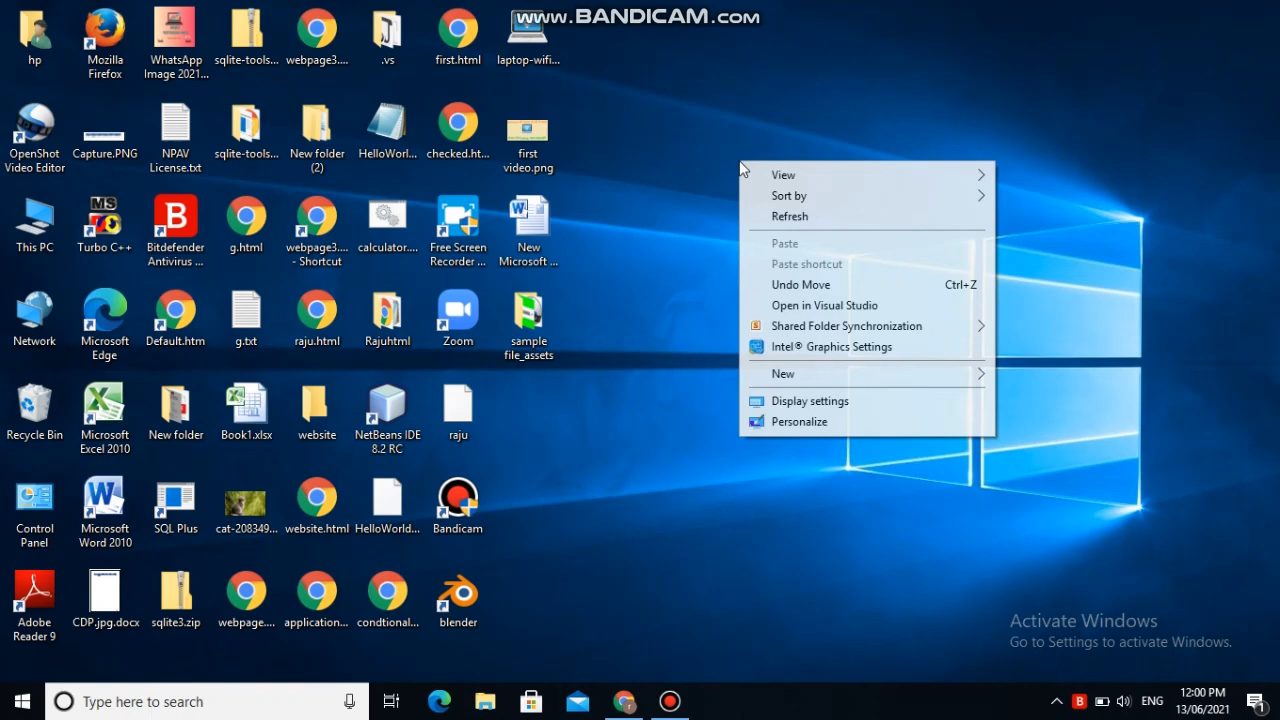 www.BANDICAM.com
hp
Mozilla
Firefox
WhatsApp
Image 2021...
sqlite-tools...
webpage3....
.vs
first.html
laptop-wifi...
OpenShot
Video Editor
Capture.PNG
NPAV
License.txt
sqlite-tools...
New folder
(2)
HelloWorl...
checked.ht...
first
video.png
This PC
Turbo C++
Bitdefender
Antivirus ...
g.html
webpage3....
- Shortcut
calculator....
Free Screen
Recorder ...
New
Microsoft ...
Network
Microsoft
Edge
Default.htm
g.txt
raju.html
Rajuhtml
Zoom
sample
file_assets
Recycle Bin
Microsoft
Excel 2010
New folder
Book1.xlsx
website
NetBeans IDE
8.2 RC
raju
Control
Panel
Microsoft
Word 2010
SQL Plus
cat-208349...
website.html
HelloWorld...
Bandicam
Adobe
Reader 9
CDP.jpg.docx
sqlite3.zip
webpage....
application...
condtional...
blender
View
Sort by
Refresh
Paste
Paste shortcut
Undo Move Ctrl+Z
Open in Visual Studio
Shared Folder Synchronization
Intel® Graphics Settings
New
Display settings
Personalize
Activate Windows
Go to Settings to activate Windows.
Type here to search
ENG
12:00 PM
13/06/2021